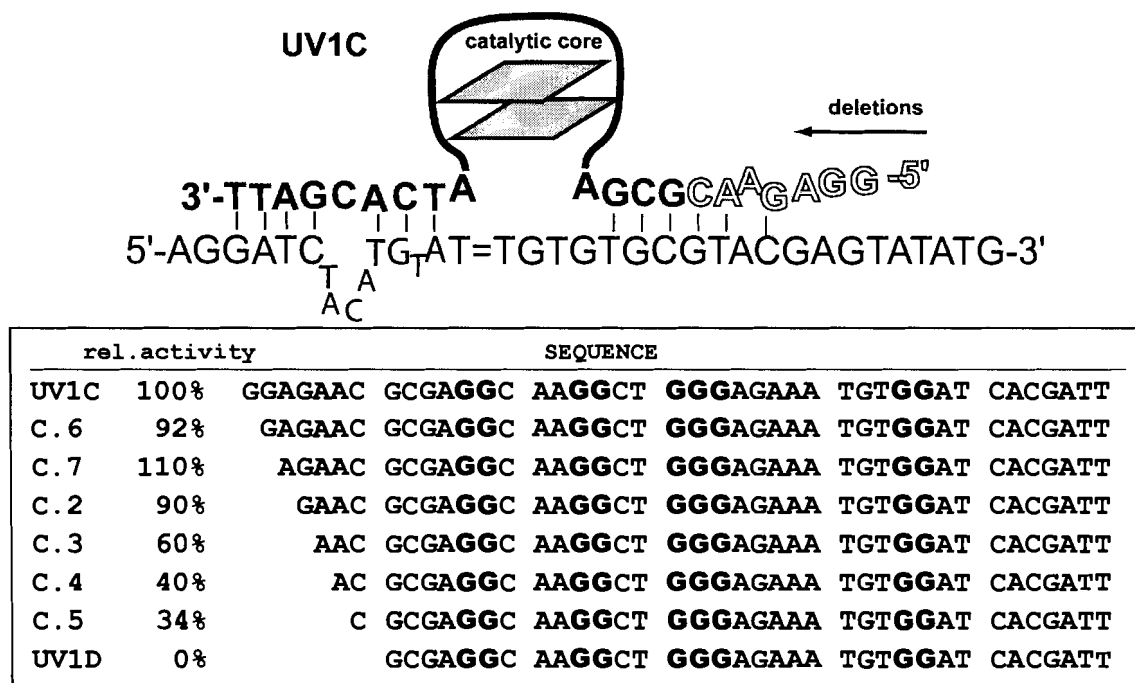 UV1C
catalytic core
deletions
3'-TTAGCACTA AGCGCAAGAGG-5'
5'-AGGATCTACATGTAT=TGTGTGCGTACGAGTATATG-3'
rel.activity SEQUENCE
UV1C 100% GGAGAAC GCGAGGC AAGGCT GGGAGAAA TGTGGAT CACGATT
C.6 92% GAGAAC GCGAGGC AAGGCT GGGAGAAA TGTGGAT CACGATT
C.7 110% AGAAC GCGAGGC AAGGCT GGGAGAAA TGTGGAT CACGATT
C.2 90% GAAC GCGAGGC AAGGCT GGGAGAAA TGTGGAT CACGATT
C.3 60% AAC GCGAGGC AAGGCT GGGAGAAA TGTGGAT CACGATT
C.4 40% AC GCGAGGC AAGGCT GGGAGAAA TGTGGAT CACGATT
C.5 34% C GCGAGGC AAGGCT GGGAGAAA TGTGGAT CACGATT
UV1D 0% GCGAGGC AAGGCT GGGAGAAA TGTGGAT CACGATT